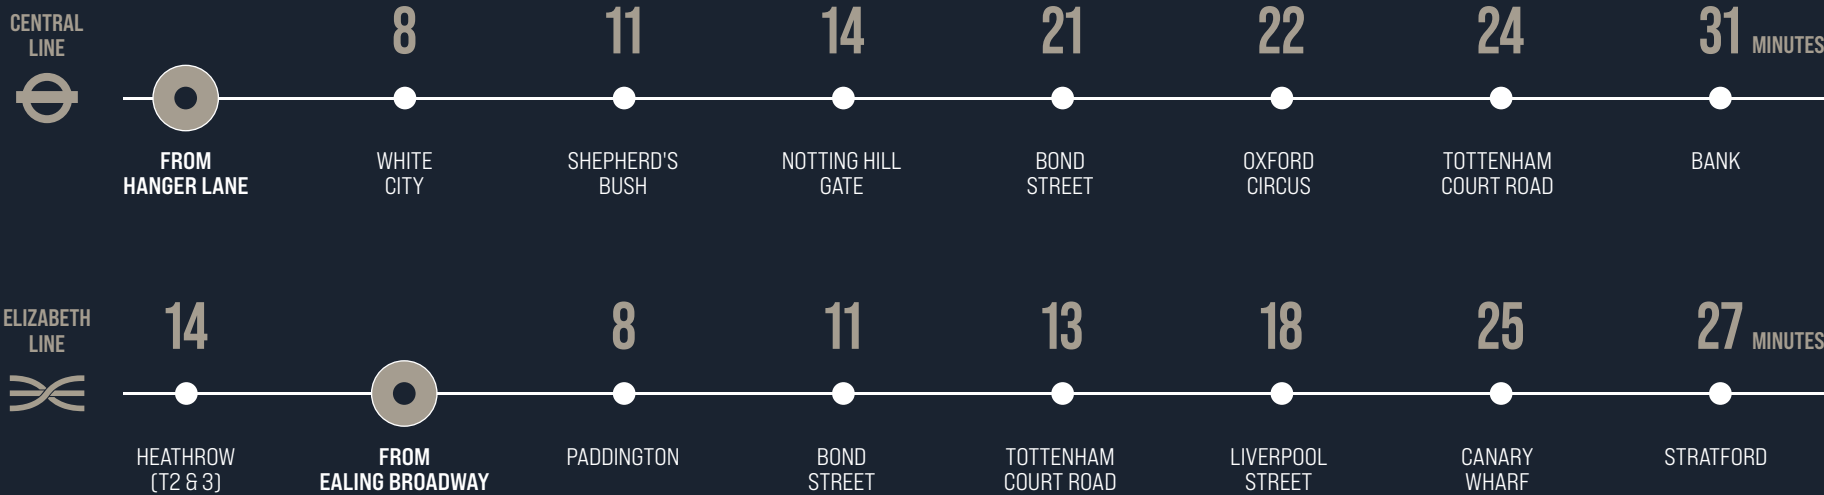 CENTRAL
LINE
8
11
14
21
22
24
31 MINUTES
FROM
HANGER LANE
WHITE
CITY
SHEPHERD'S
BUSH
NOTTING HILL
GATE
BOND
STREET
OXFORD
CIRCUS
TOTTENHAM
COURT ROAD
BANK
ELIZABETH
LINE
14
8
11
13
18
25
27 MINUTES
HEATHROW
(T2 & 3)
FROM
EALING BROADWAY
PADDINGTON
BOND
STREET
TOTTENHAM
COURT ROAD
LIVERPOOL
STREET
CANARY
WHARF
STRATFORD